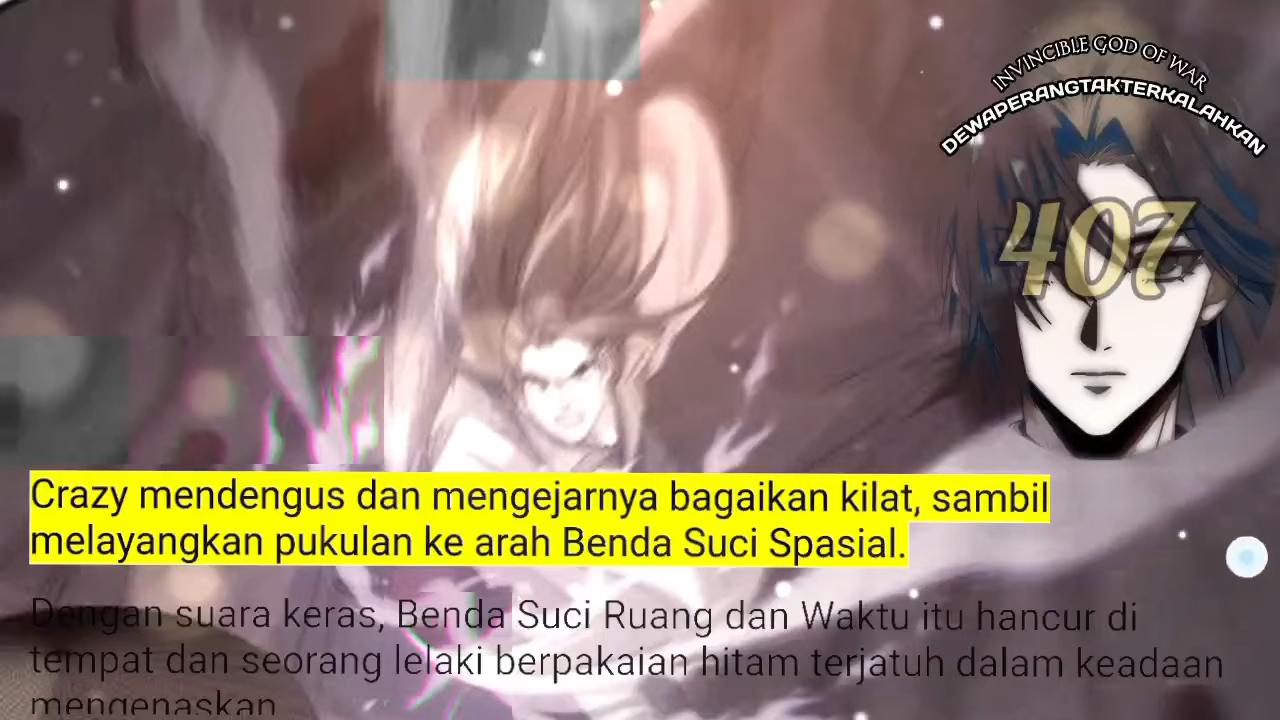 INVINCIBLE GOD OF WAR
DEWAPERANGTAKTERKALAHKAN
407
Crazy mendengus dan mengejarnya bagaikan kilat, sambil
melayangkan pukulan ke arah Benda Suci Spasial.
Dengan suara keras, Benda Suci Ruang dan Waktu itu hancur di
tempat dan seorang lelaki berpakaian hitam terjatuh dalam keadaan
mengenaskan